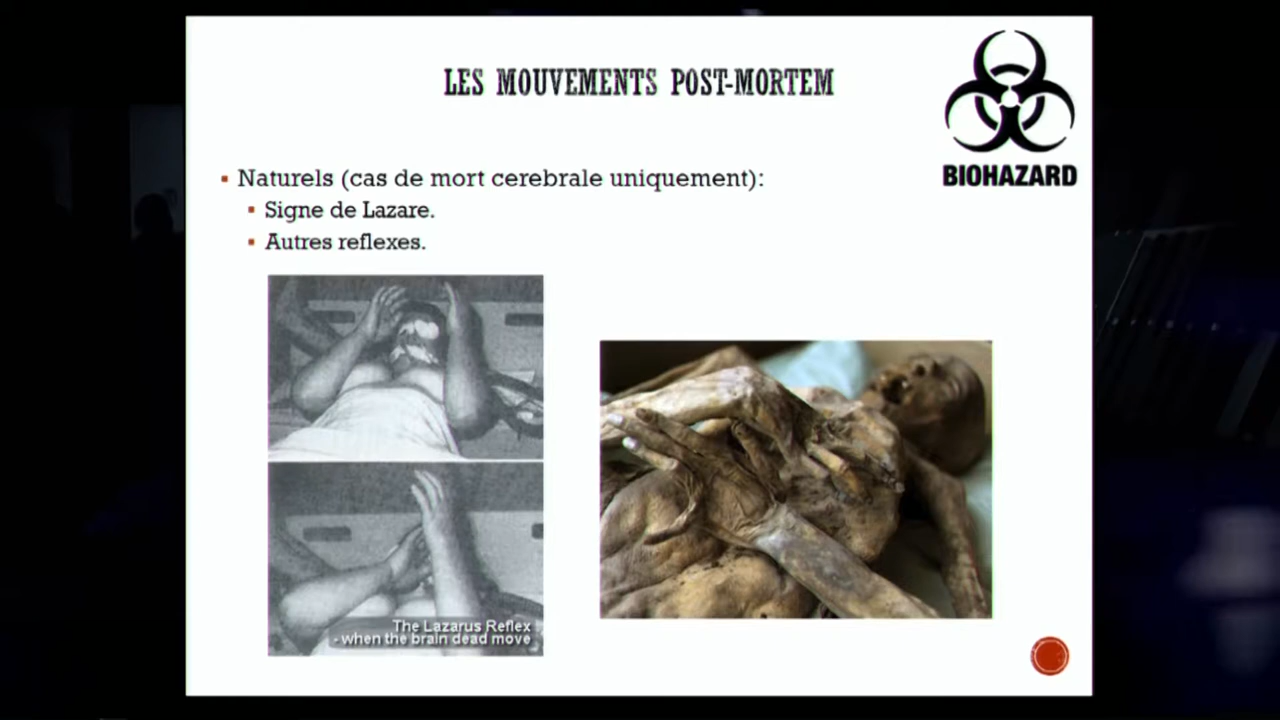 LES MOUVEMENTS POST-MORTEM
BIOHAZARD
▪ Naturels (cas de mort cerebrale uniquement):
▪ Signe de Lazare.
▪ Autres reflexes.
The Lazarus Reflex
- when the brain dead move